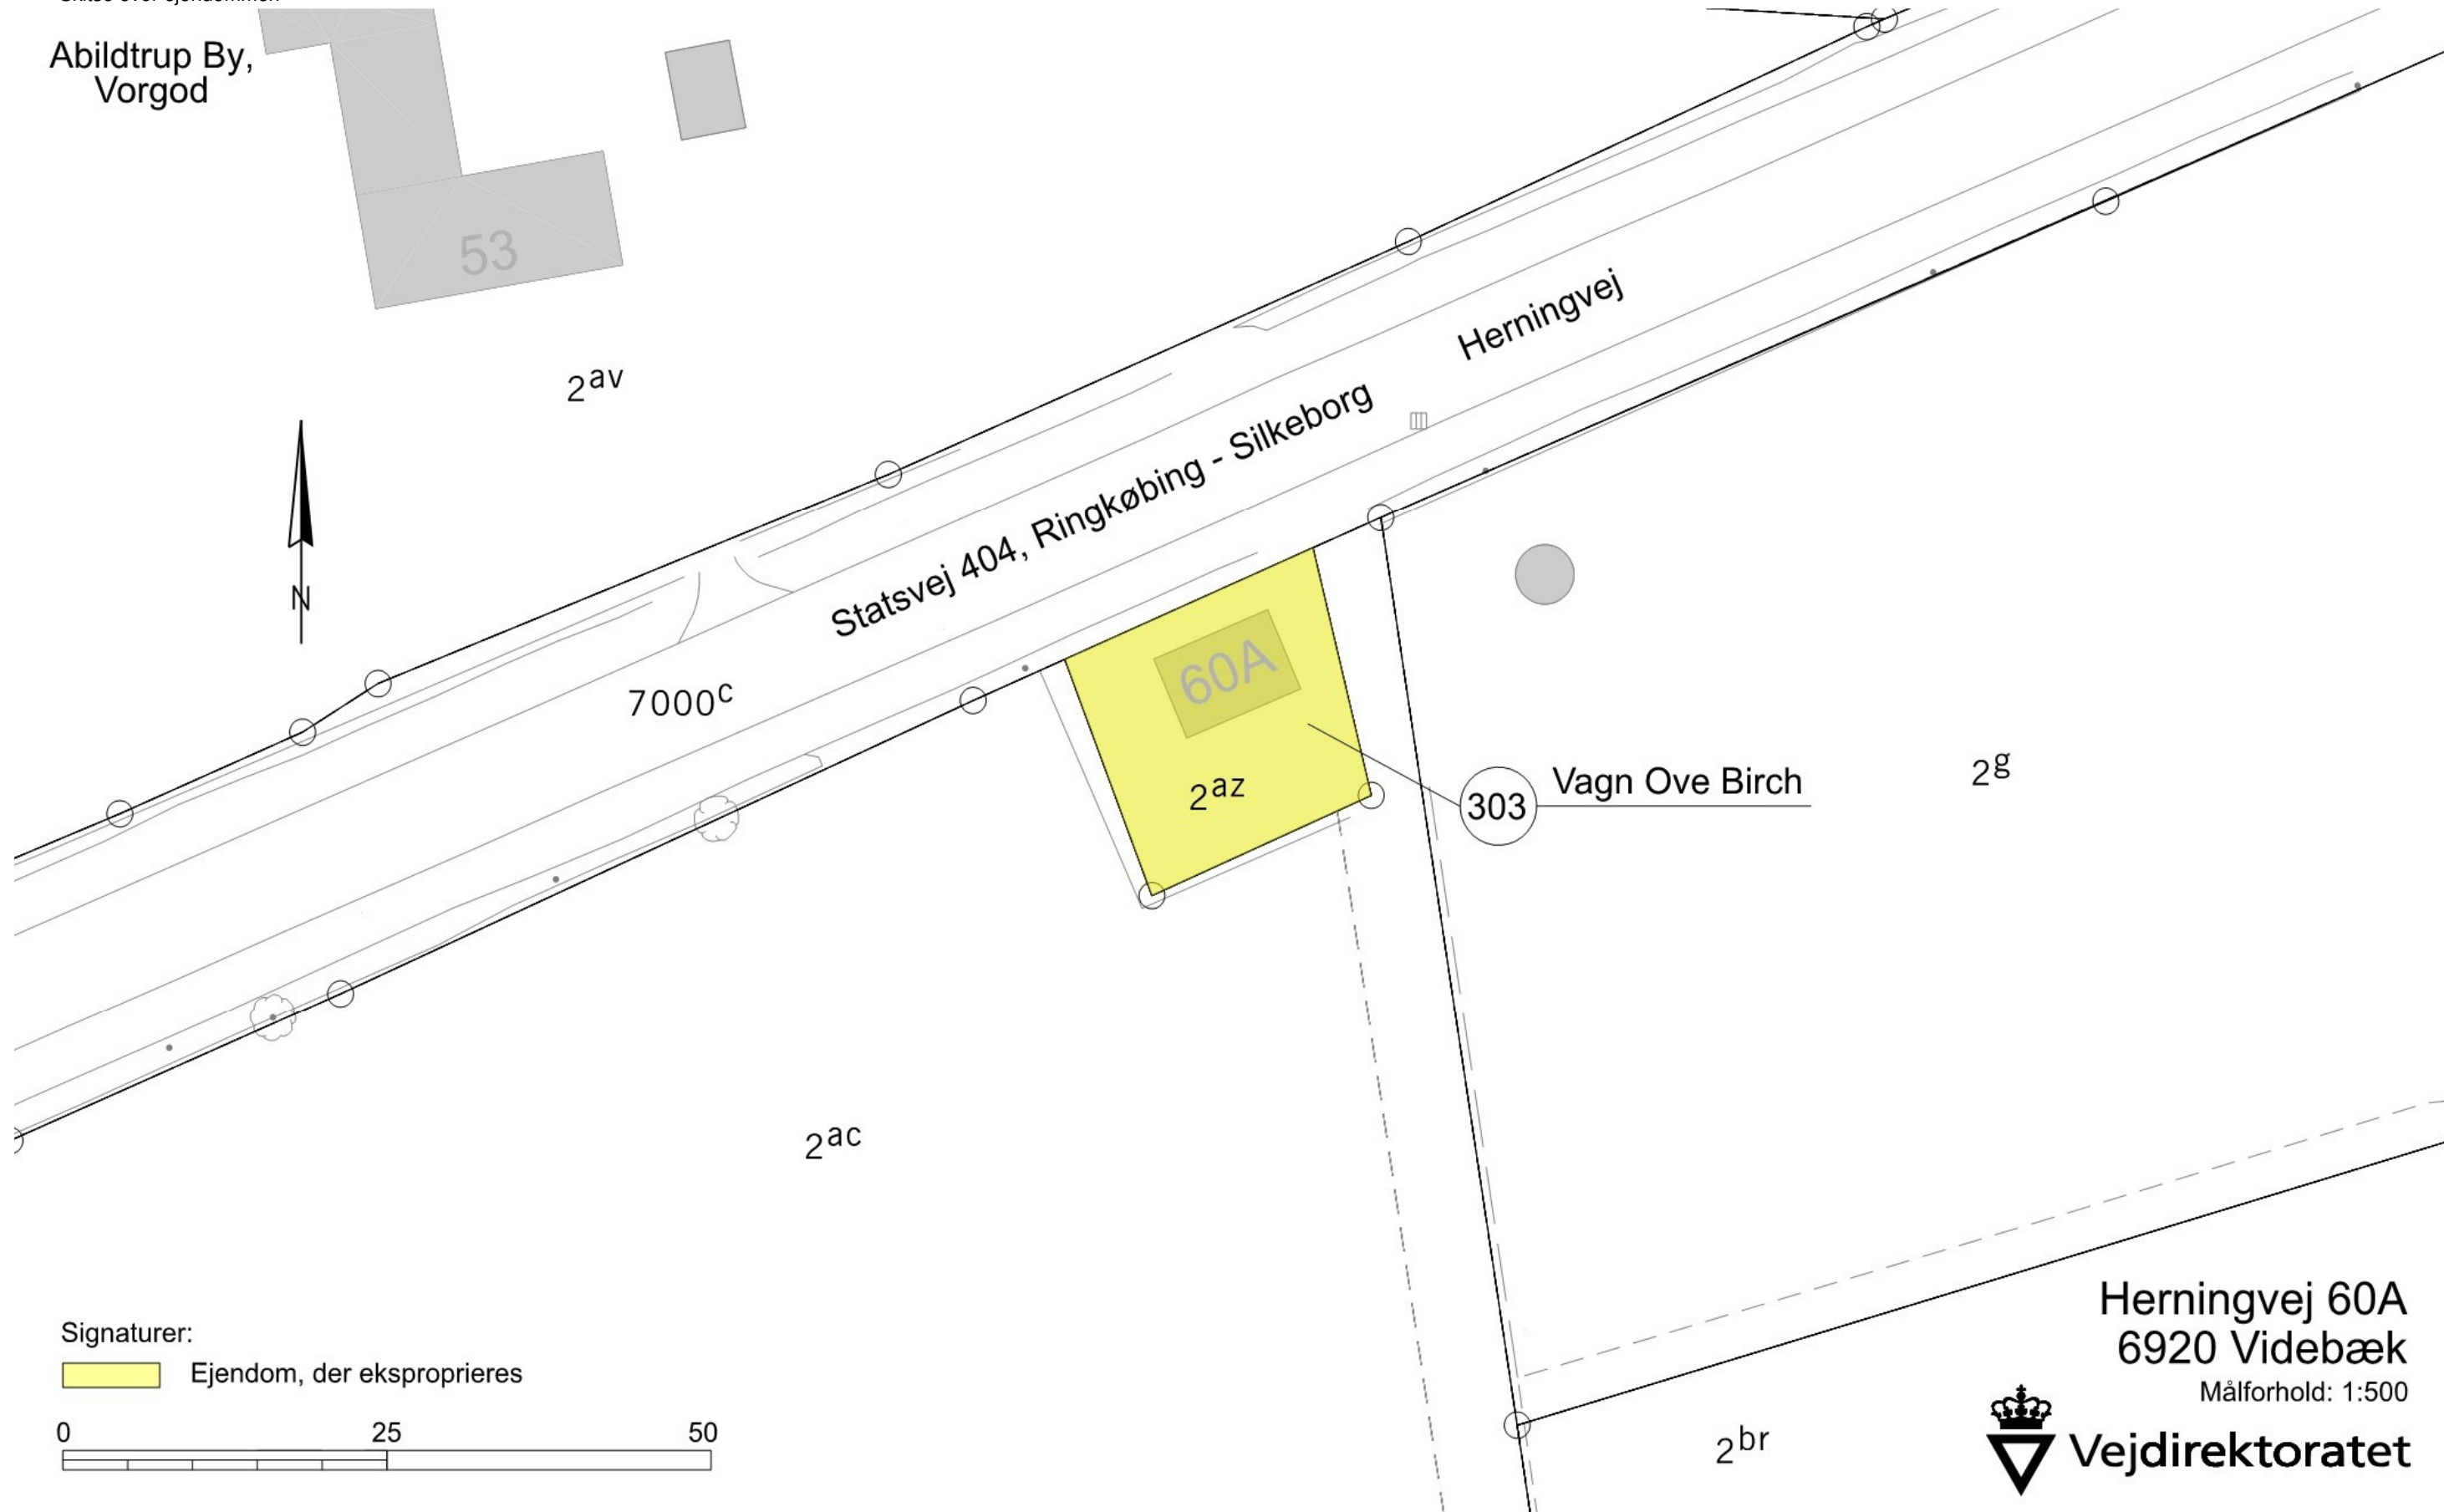 Abildtrup By,
Vorgod
53
2av
N
Herningvej
Statsvej 404, Ringkøbing - Silkeborg
7000c
60A
2az
303
Vagn Ove Birch
2g
2ac
2br
Signaturer:
Ejendom, der eksproprieres
0 25 50
Herningvej 60A
6920 Videbæk
Målforhold: 1:500
Vejdirektoratet